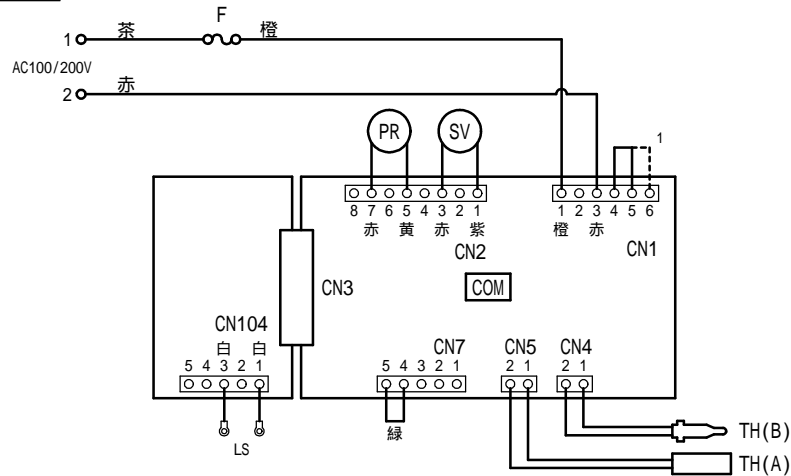 F
1 茶 橙
AC100/200V
2 赤
PR SV 1
8 7 6 5 4 3 2 1 1 2 3 4 5 6
赤 黄 赤 紫 橙 赤
CN2 CN1
CN3 COM
CN104
白 白 CN7 CN5 CN4
5 4 3 2 1 5 4 3 2 1 2 1 2 1
緑 TH(B)
LS
TH(A)